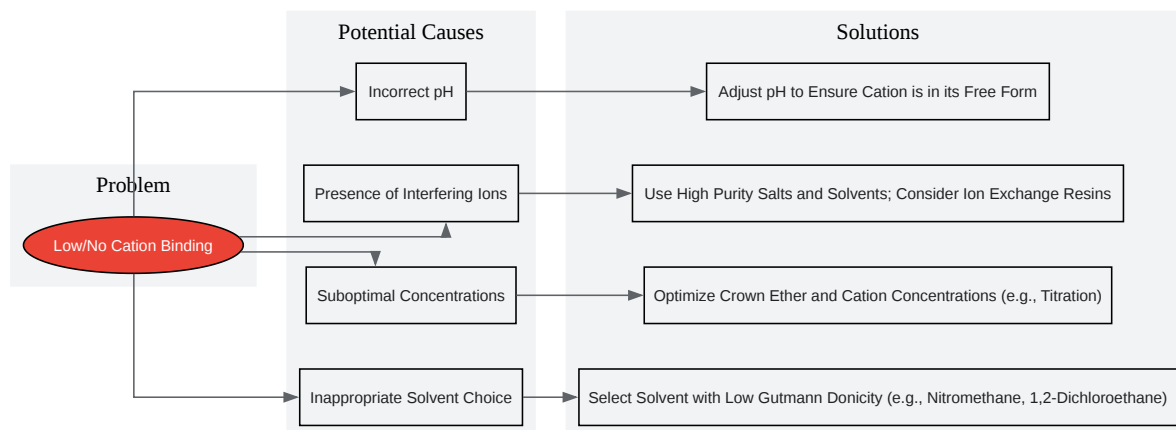 Potential Causes
Solutions
Incorrect pH
Adjust pH to Ensure Cation is in its Free Form
Problem
Presence of Interfering Ions
Use High Purity Salts and Solvents; Consider Ion Exchange Resins
Low/No Cation Binding
Suboptimal Concentrations
Optimize Crown Ether and Cation Concentrations (e.g., Titration)
Inappropriate Solvent Choice
Select Solvent with Low Gutmann Donicity (e.g., Nitromethane, 1,2-Dichloroethane)